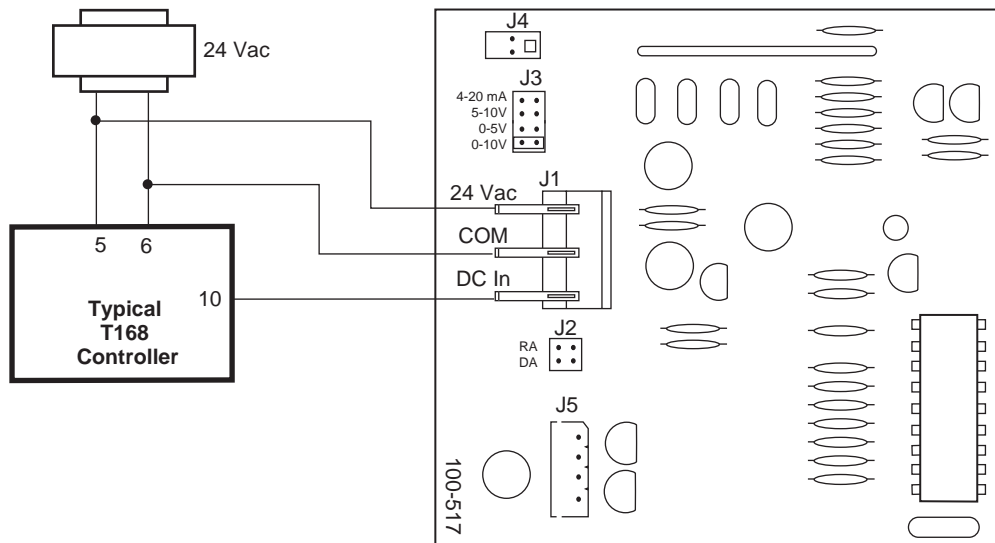 24 Vac
J4
J3
4-20 mA
5-10V
0-5V
0-10V
J1
24 Vac
COM
DC In
5 6
10
Typical
T168
Controller
J2
RA
DA
J5
100-517